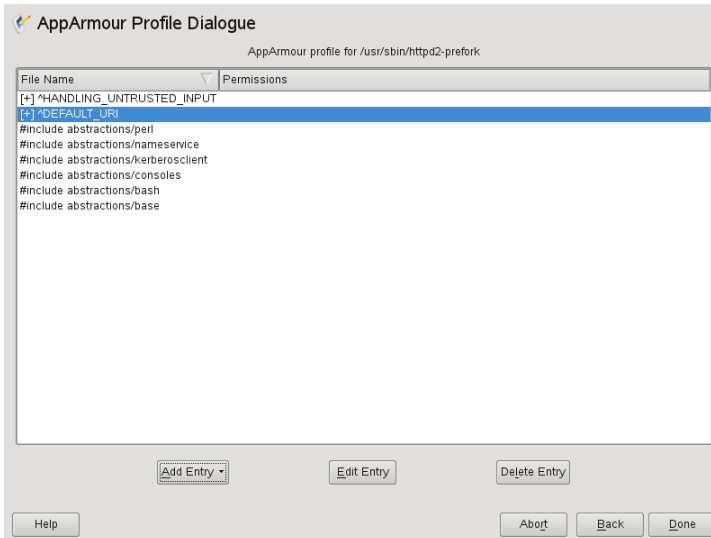 AppArmour Profile Dialogue
AppArmour profile for /usr/sbin/httpd2-prefork
File Name Permissions
[+] ^HANDLING_UNTRUSTED_INPUT
[+] ^DEFAULT_URI
#include abstractions/perl
#include abstractions/nameservice
#include abstractions/kerberosclient
#include abstractions/consoles
#include abstractions/bash
#include abstractions/base
Add Entry Edit Entry Delete Entry
Help Abort Back Done